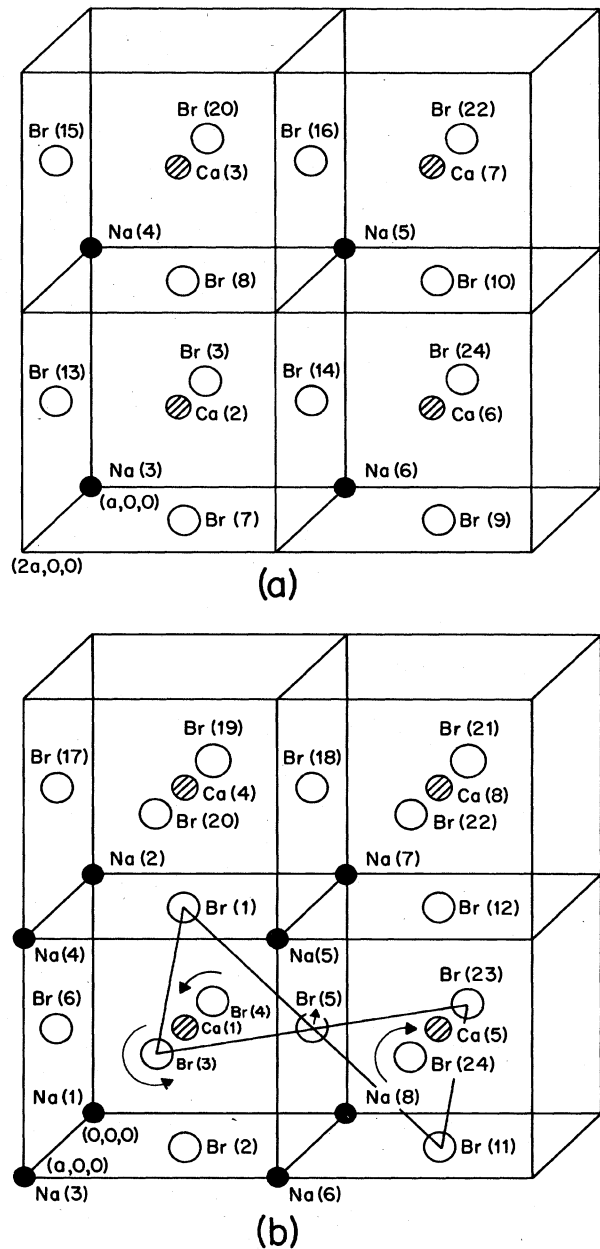 Br (20) Br (22)
Br (15) Br (16)
Ca (3) Ca (7)
Na (4) Na (5)
Br (8) Br (10)
Br (3) Br (24)
Br (13) Br (14)
Ca (2) Ca (6)
Na (3) Na (6)
(a,0,0)
Br (7) Br (9)
(2a,0,0)
(a)
Br (19) Br (21)
Br (17) Br (18)
Ca (4) Ca (8)
Br (20) Br (22)
Na (2) Na (7)
Br (1) Br (12)
Na (4) Na (5)
Br (23)
Br (6) Br (4) Br (5)
Ca (1) Ca (5)
Br (3) Br (24)
Na (1) Na (8)
(0,0,0)
Br (2) Br (11)
(a,0,0)
Na (3) Na (6)
(b)